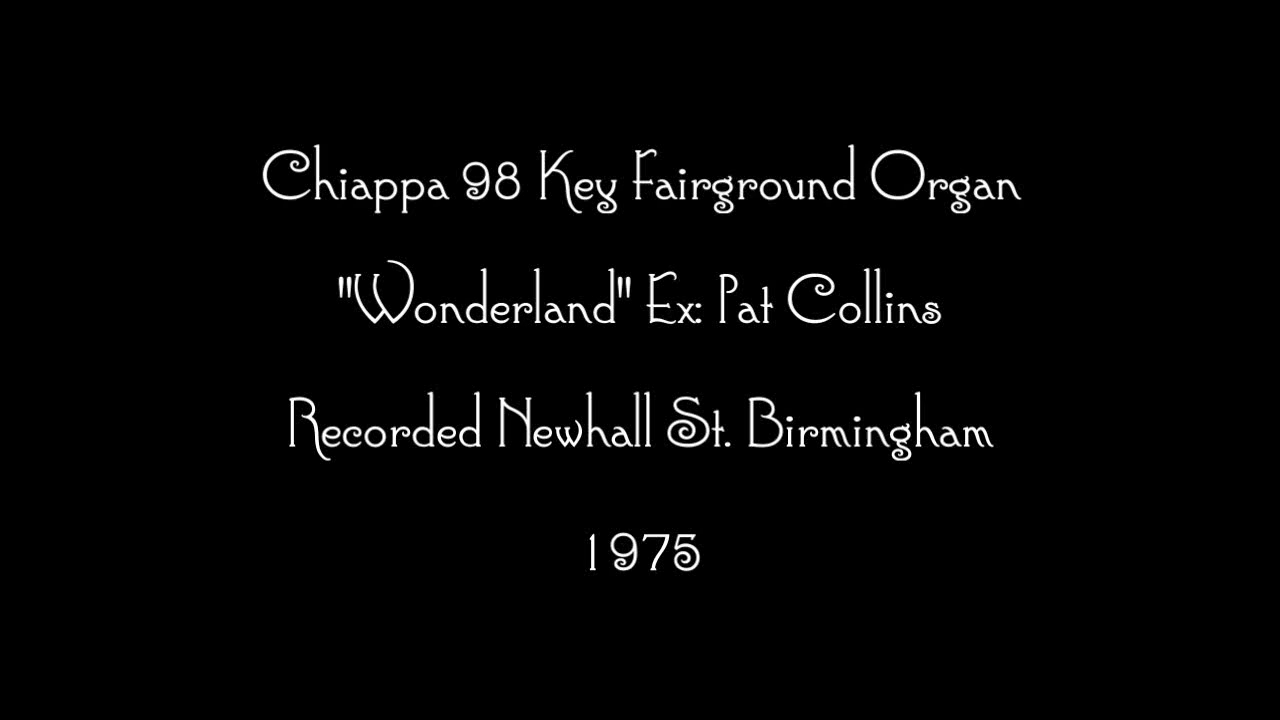 Chiappa 98 Key Fairground Organ
"Wonderland" Ex: Pat Collins
Recorded Newhall St. Birmingham
1975